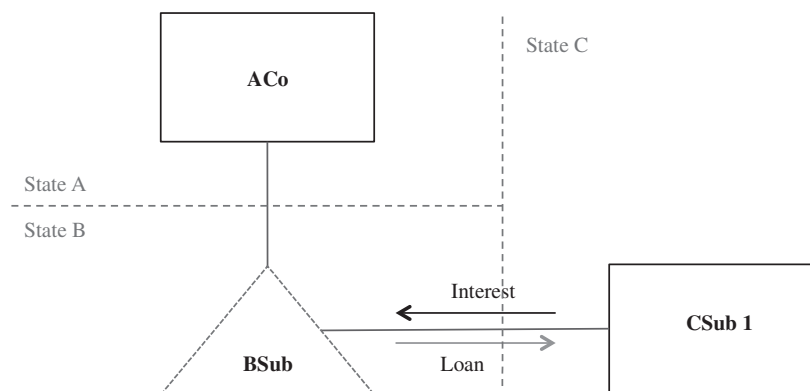 State C
ACo
State A
State B
Interest
CSub 1
BSub
Loan